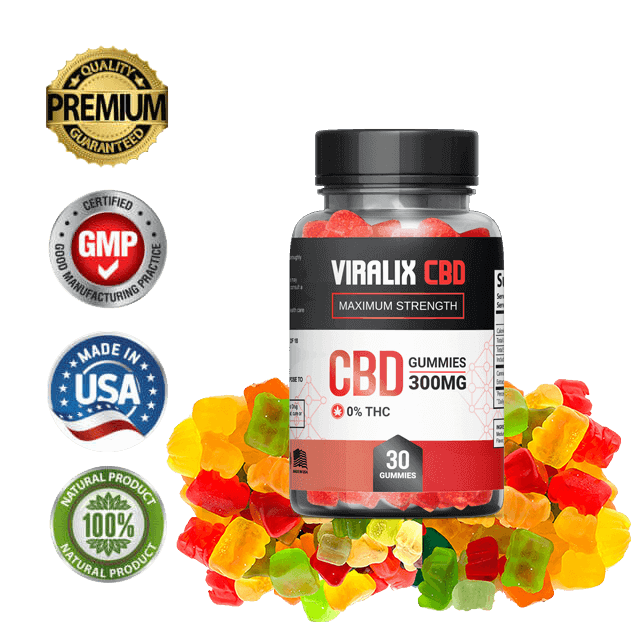 QUALITY
PREMIUM
GUARANTEED
CERTIFIED
GMP
GOOD MANUFACTURING PRACTICE
MADE IN
USA
NATURAL PRODUCT
100%
NATURAL PRODUCT
VIRALIX CBD
MAXIMUM STRENGTH
CBD
GUMMIES
300MG
0% THC
30
GUMMIES